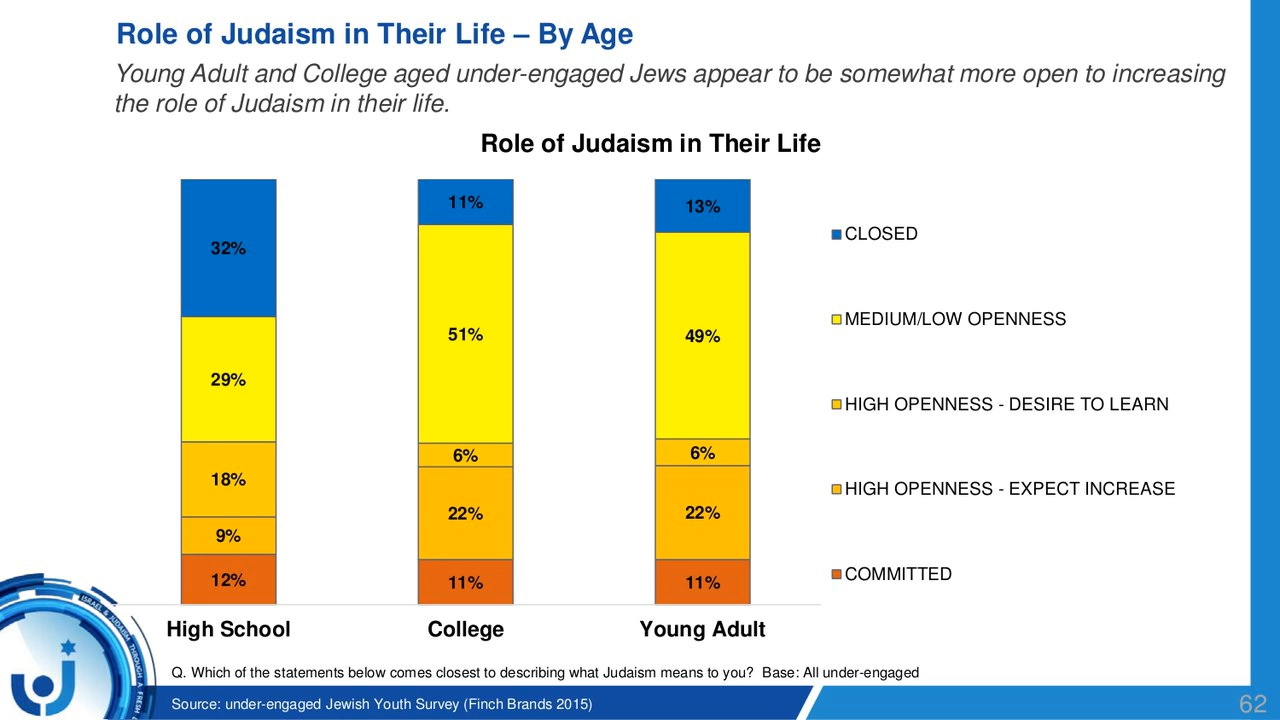 Role of Judaism in Their Life – By Age
Young Adult and College aged under-engaged Jews appear to be somewhat more open to increasing
the role of Judaism in their life.
Role of Judaism in Their Life
32%
29%
18%
9%
12%
11%
51%
6%
22%
11%
13%
49%
6%
22%
11%
CLOSED
MEDIUM/LOW OPENNESS
HIGH OPENNESS - DESIRE TO LEARN
HIGH OPENNESS - EXPECT INCREASE
COMMITTED
High School
College
Young Adult
ISRAEL & JUDAISM THROUGH A FRESH
Q. Which of the statements below comes closest to describing what Judaism means to you?  Base: All under-engaged
Source: under-engaged Jewish Youth Survey (Finch Brands 2015)
62